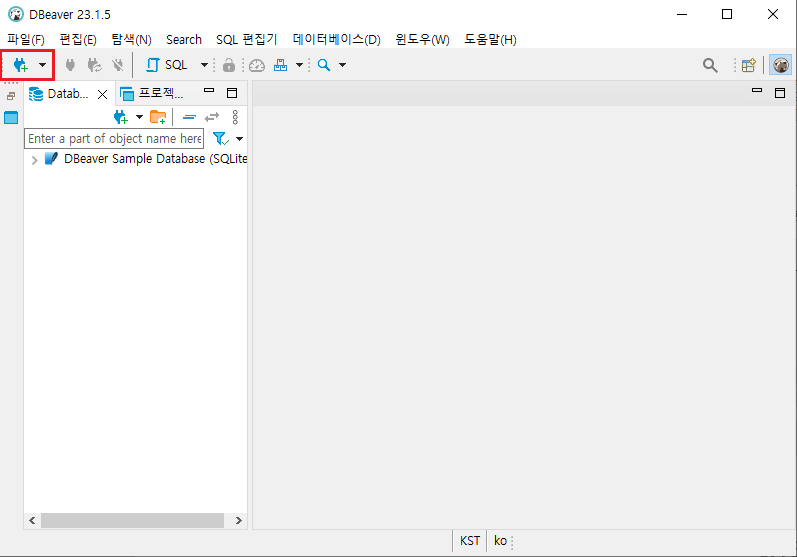 DBeaver 23.1.5
파일(F) 편집(E) 탐색(N) Search SQL 편집기 데이터베이스(D) 윈도우(W) 도움말(H)
SQL
Datab... 프로젝...
Enter a part of object name here
DBeaver Sample Database (SQLite
KST ko